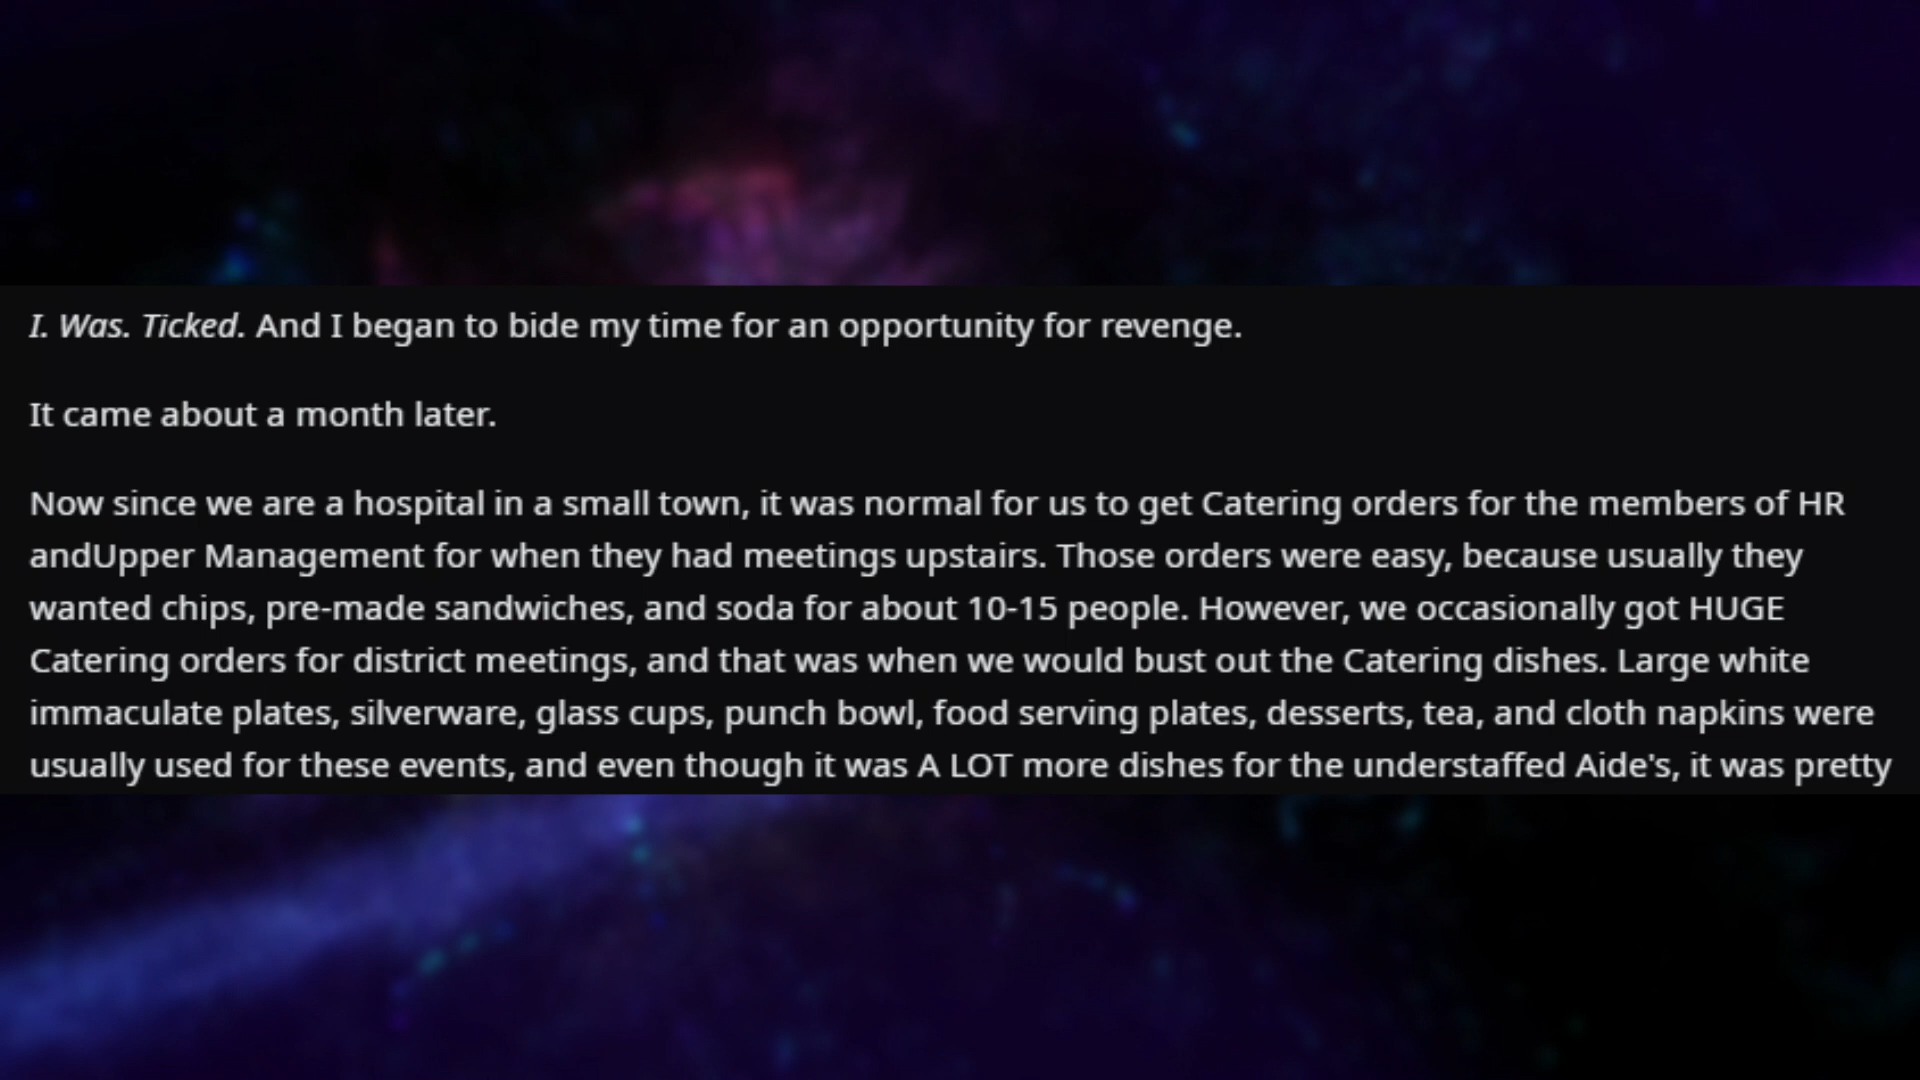 I. Was. Ticked. And I began to bide my time for an opportunity for revenge.
It came about a month later.
Now since we are a hospital in a small town, it was normal for us to get Catering orders for the members of HR
andUpper Management for when they had meetings upstairs. Those orders were easy, because usually they
wanted chips, pre-made sandwiches, and soda for about 10-15 people. However, we occasionally got HUGE
Catering orders for district meetings, and that was when we would bust out the Catering dishes. Large white
immaculate plates, silverware, glass cups, punch bowl, food serving plates, desserts, tea, and cloth napkins were
usually used for these events, and even though it was A LOT more dishes for the understaffed Aide's, it was pretty